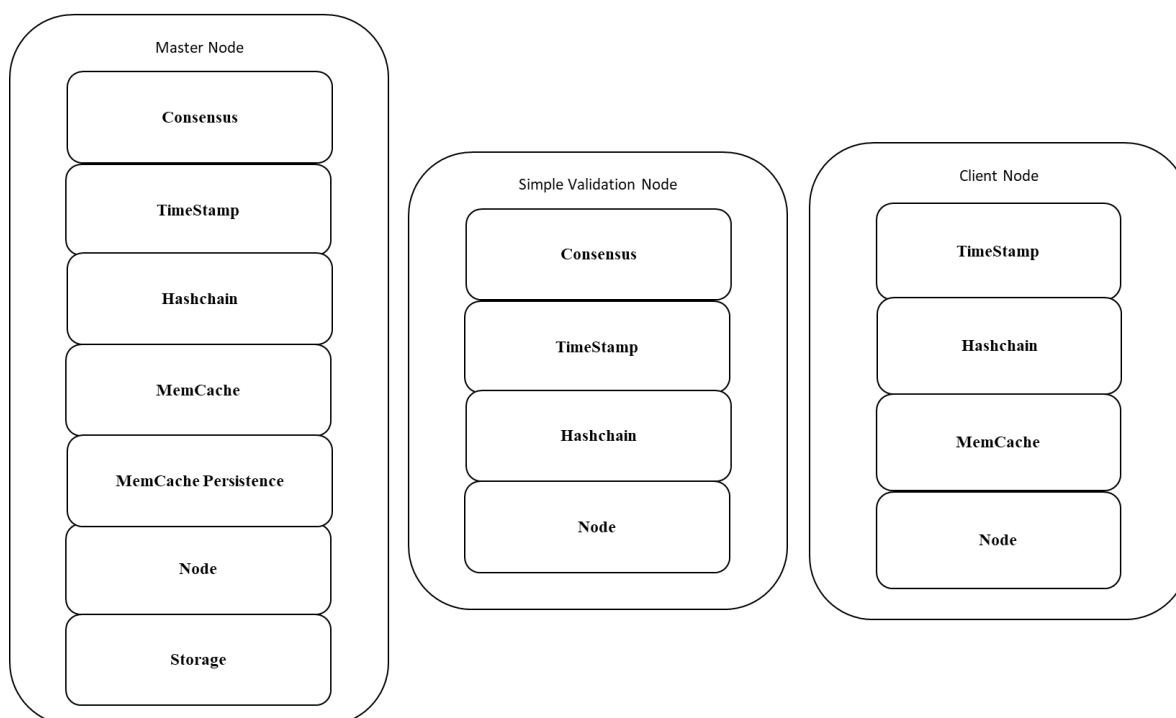 Master Node
Consensus
TimeStamp
Hashchain
MemCache
MemCache Persistence
Node
Storage
Simple Validation Node
Consensus
TimeStamp
Hashchain
Node
Client Node
TimeStamp
Hashchain
MemCache
Node